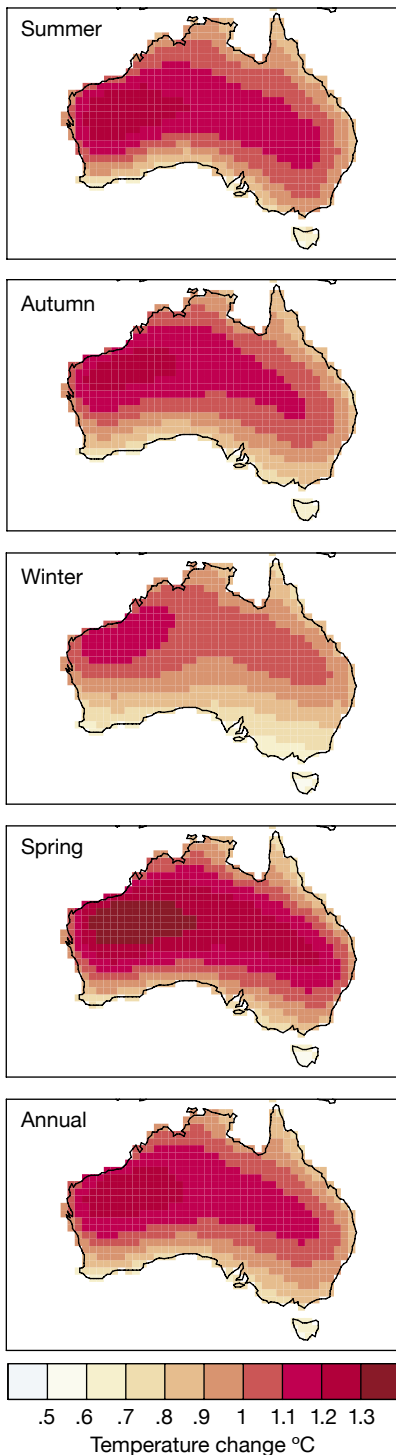 Summer
Autumn
Winter
Spring
Annual
.5 .6 .7 .8 .9 1 1.1 1.2 1.3
Temperature change ºC